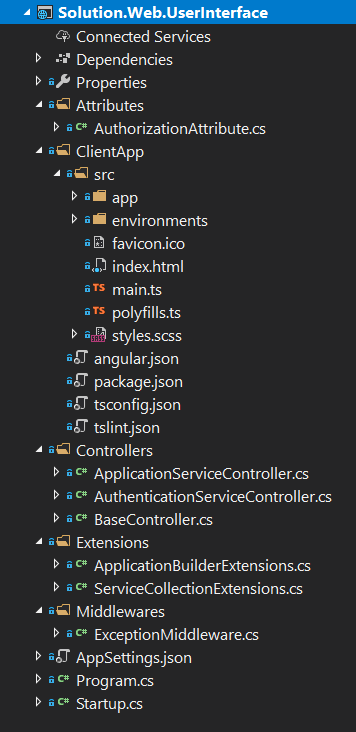 Solution.Web.UserInterface
Connected Services
Dependencies
Properties
Attributes
C# AuthorizationAttribute.cs
ClientApp
src
app
environments
favicon.ico
index.html
TS main.ts
TS polyfills.ts
styles.scss
angular.json
package.json
tsconfig.json
tslint.json
Controllers
C# ApplicationServiceController.cs
C# AuthenticationServiceController.cs
C# BaseController.cs
Extensions
C# ApplicationBuilderExtensions.cs
C# ServiceCollectionExtensions.cs
Middlewares
C# ExceptionMiddleware.cs
AppSettings.json
C# Program.cs
C# Startup.cs